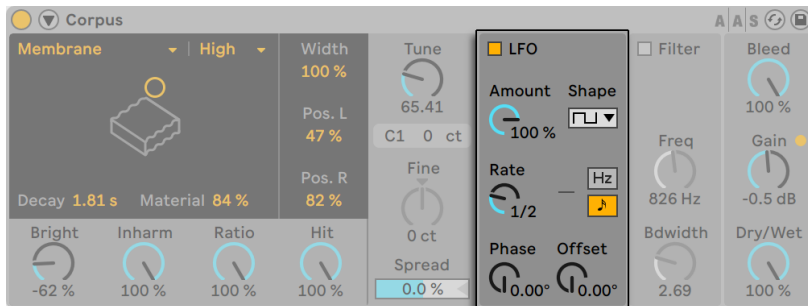 Corpus
A A S
Membrane High
Width
100 %
Pos. L
47 %
Pos. R
82 %
Decay 1.81 s Material 84 %
Bright Inharm Ratio Hit
-62 % 100 % 100 % 100 %
Tune
65.41
C1 0 ct
Fine
0 ct
Spread
0.0 %
LFO
Amount Shape
100 %
Rate
Hz
1/2
Phase Offset
0.00° 0.00°
Filter
Freq
826 Hz
Bdwidth
2.69
Bleed
100 %
Gain
-0.5 dB
Dry/Wet
100 %